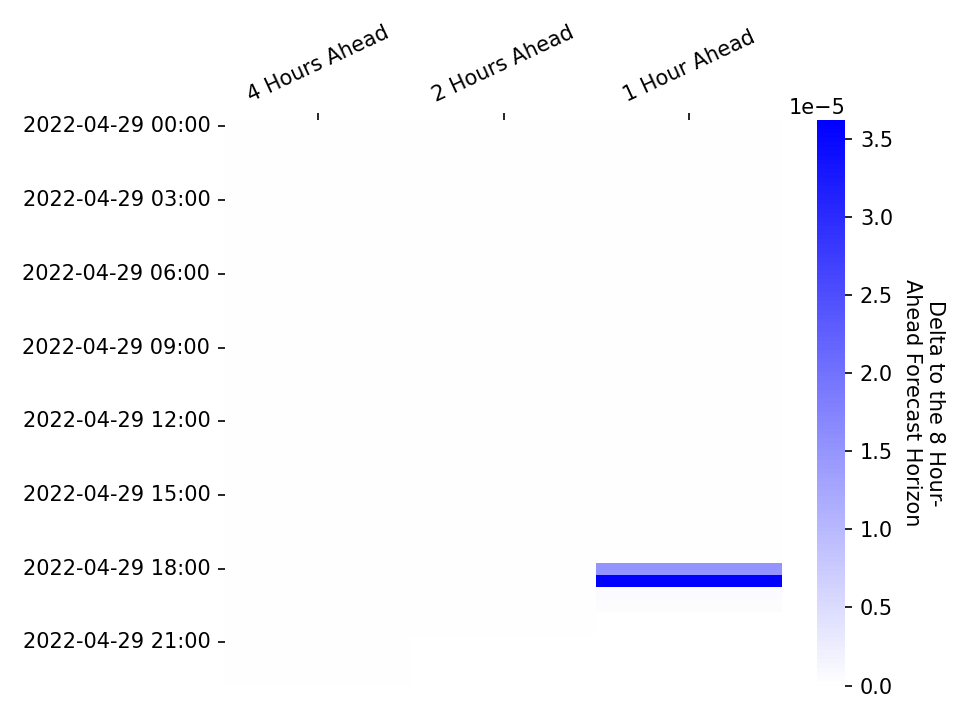 4 Hours Ahead
2 Hours Ahead
1 Hour Ahead
2022-04-29 00:00
2022-04-29 03:00
2022-04-29 06:00
2022-04-29 09:00
2022-04-29 12:00
2022-04-29 15:00
2022-04-29 18:00
2022-04-29 21:00
1e−5
3.5
3.0
2.5
2.0
1.5
1.0
0.5
0.0
Delta to the 8 Hour-
Ahead Forecast Horizon